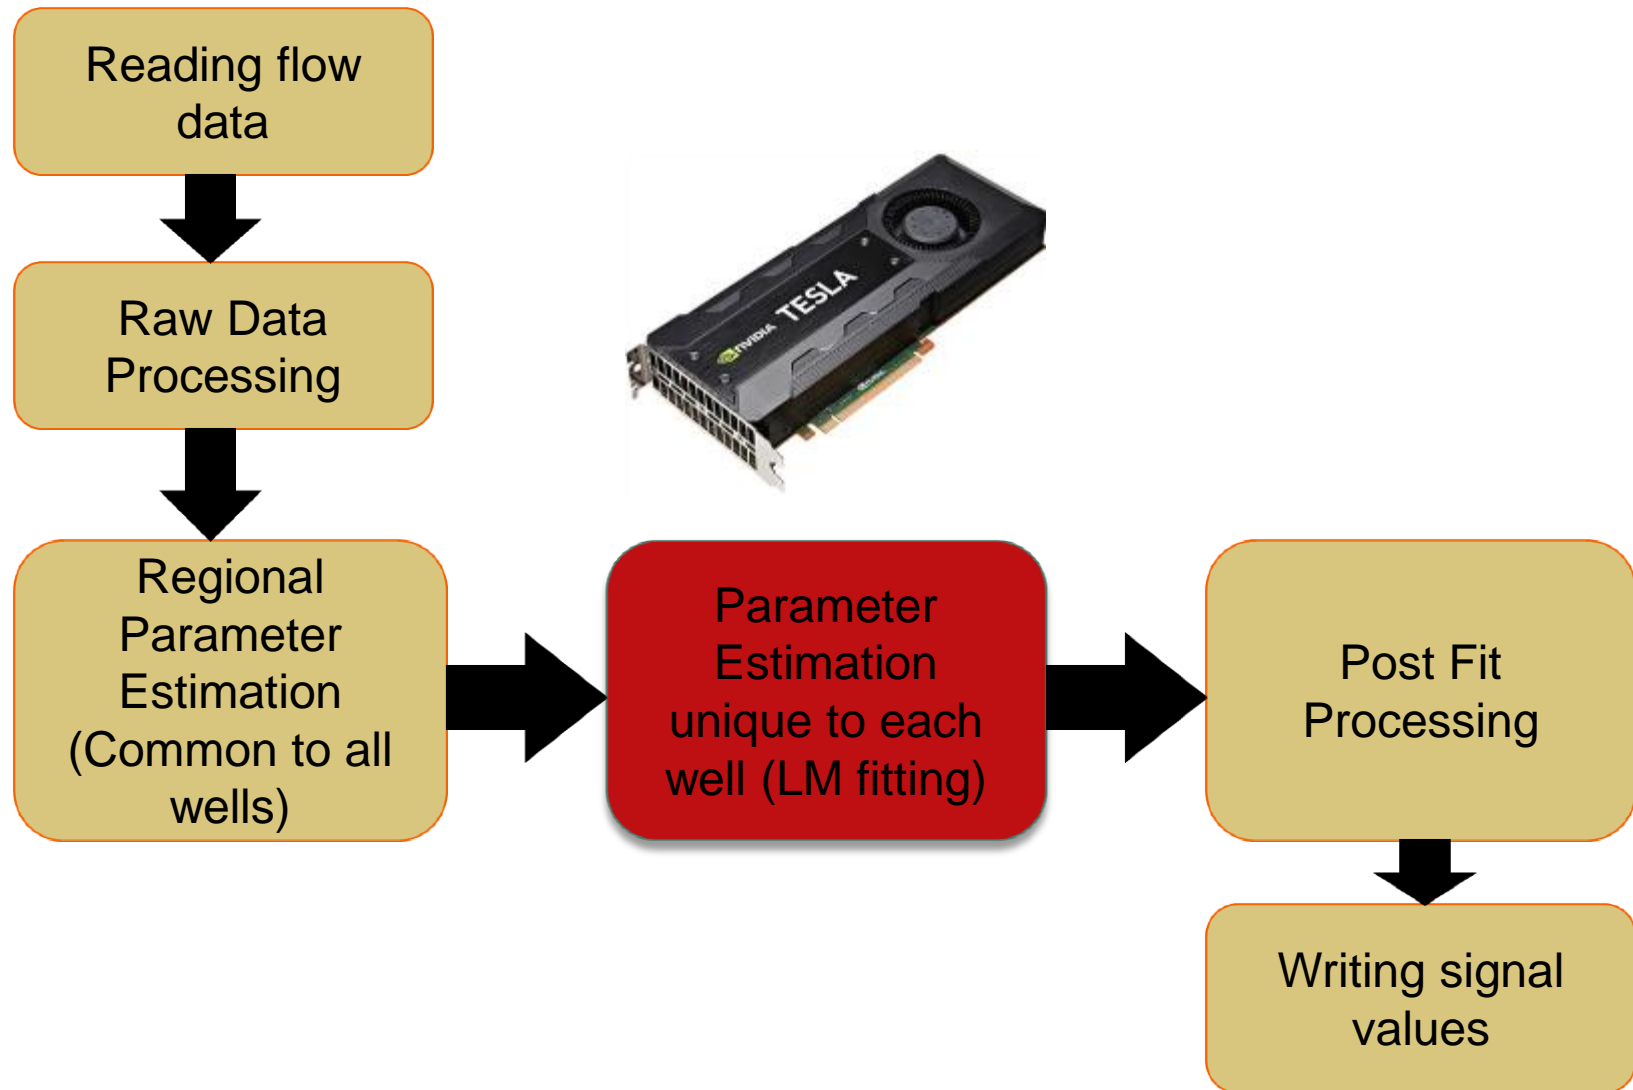 Reading flow
data
Raw Data
Processing
NVIDIA TESLA
Regional
Parameter
Estimation
(Common to all
wells)
Parameter
Estimation
unique to each
well (LM fitting)
Post Fit
Processing
Writing signal
values